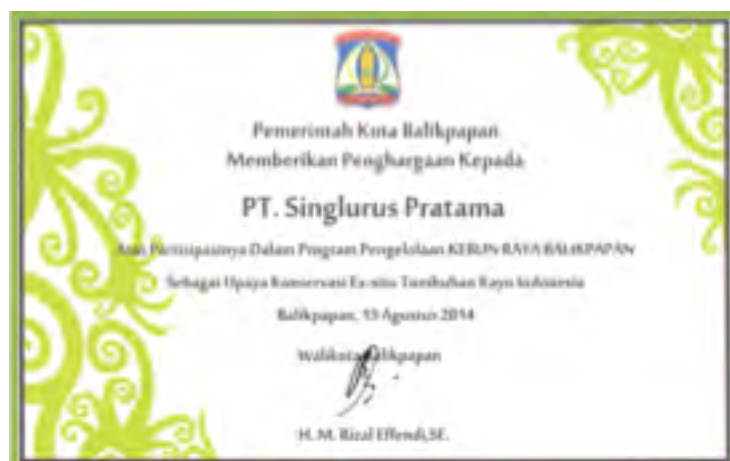 Pemerintah Kota Balikpapan
Memberikan Penghargaan Kepada
PT. Singlurus Pratama
Atas Partisipasinya Dalam Program Pengelolaan KEBUN RAYA BALIKPAPAN
Sebagai Upaya Konservasi Ex-situ Tumbuhan Kayu Indonesia
Balikpapan, 13 Agustus 2014
Walikota Balikpapan
H. M. Rizal Effendi,SE.